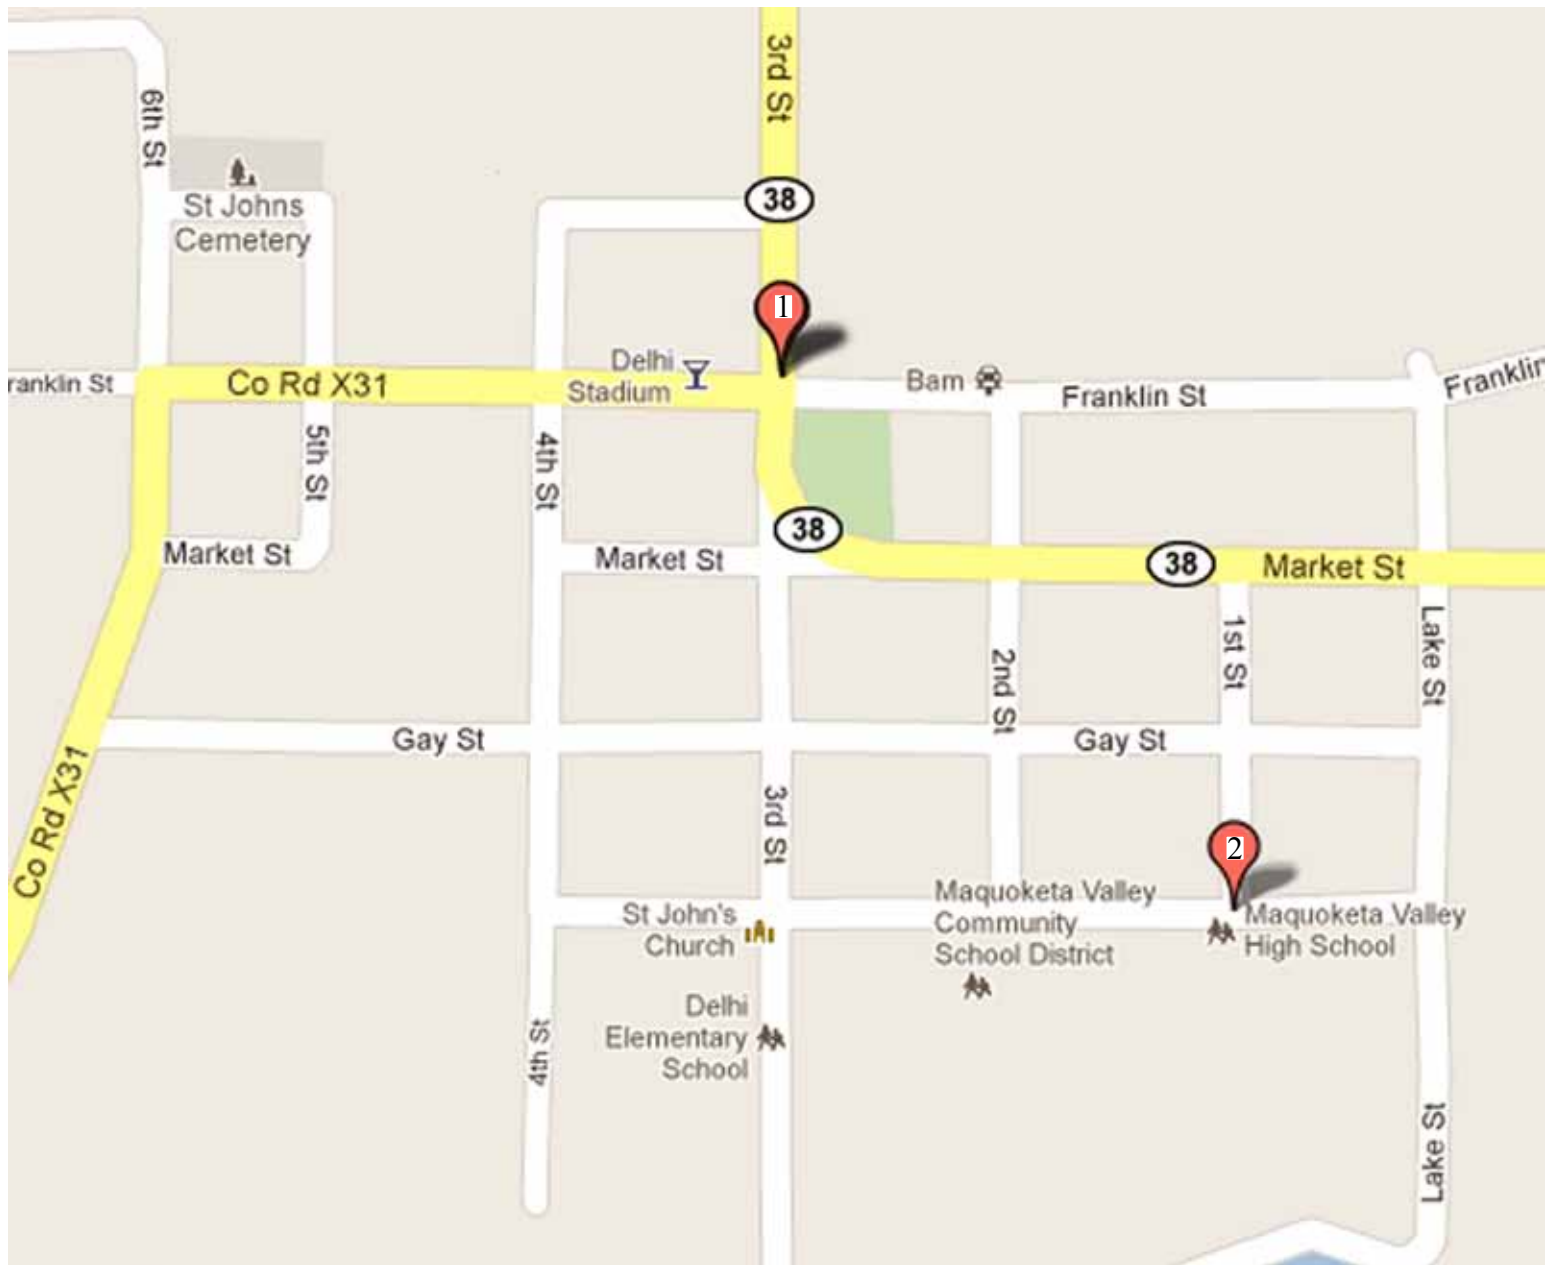 3rd St
6th St
38
St Johns
Cemetery
1
Delhi
Stadium
ranklin St
Co Rd X31
Bam
Franklin St
Franklin
5th St
4th St
38
Market St
Market St
38
Market St
1st St
Lake St
2nd St
Gay St
Gay St
Co Rd X31
3rd St
2
Maquoketa Valley
Community
School District
St John's
Church
Maquoketa Valley
High School
Delhi
Elementary
School
4th St
Lake St